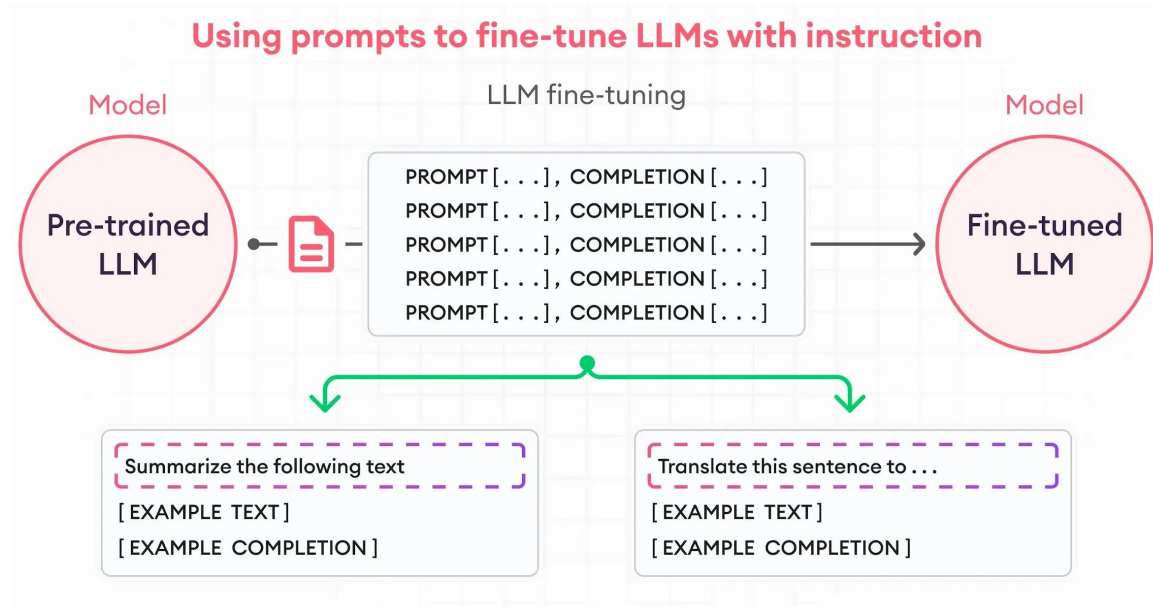 Using prompts to fine-tune LLMs with instruction
LLM fine-tuning
Model
Pre-trained
LLM
PROMPT[...], COMPLETION[...]
PROMPT[...], COMPLETION[...]
PROMPT[...], COMPLETION[...]
PROMPT[...], COMPLETION[...]
PROMPT[...], COMPLETION[...]
Model
Fine-tuned
LLM
Summarize the following text
[EXAMPLE TEXT]
[EXAMPLE COMPLETION]
Translate this sentence to ...
[EXAMPLE TEXT]
[EXAMPLE COMPLETION]